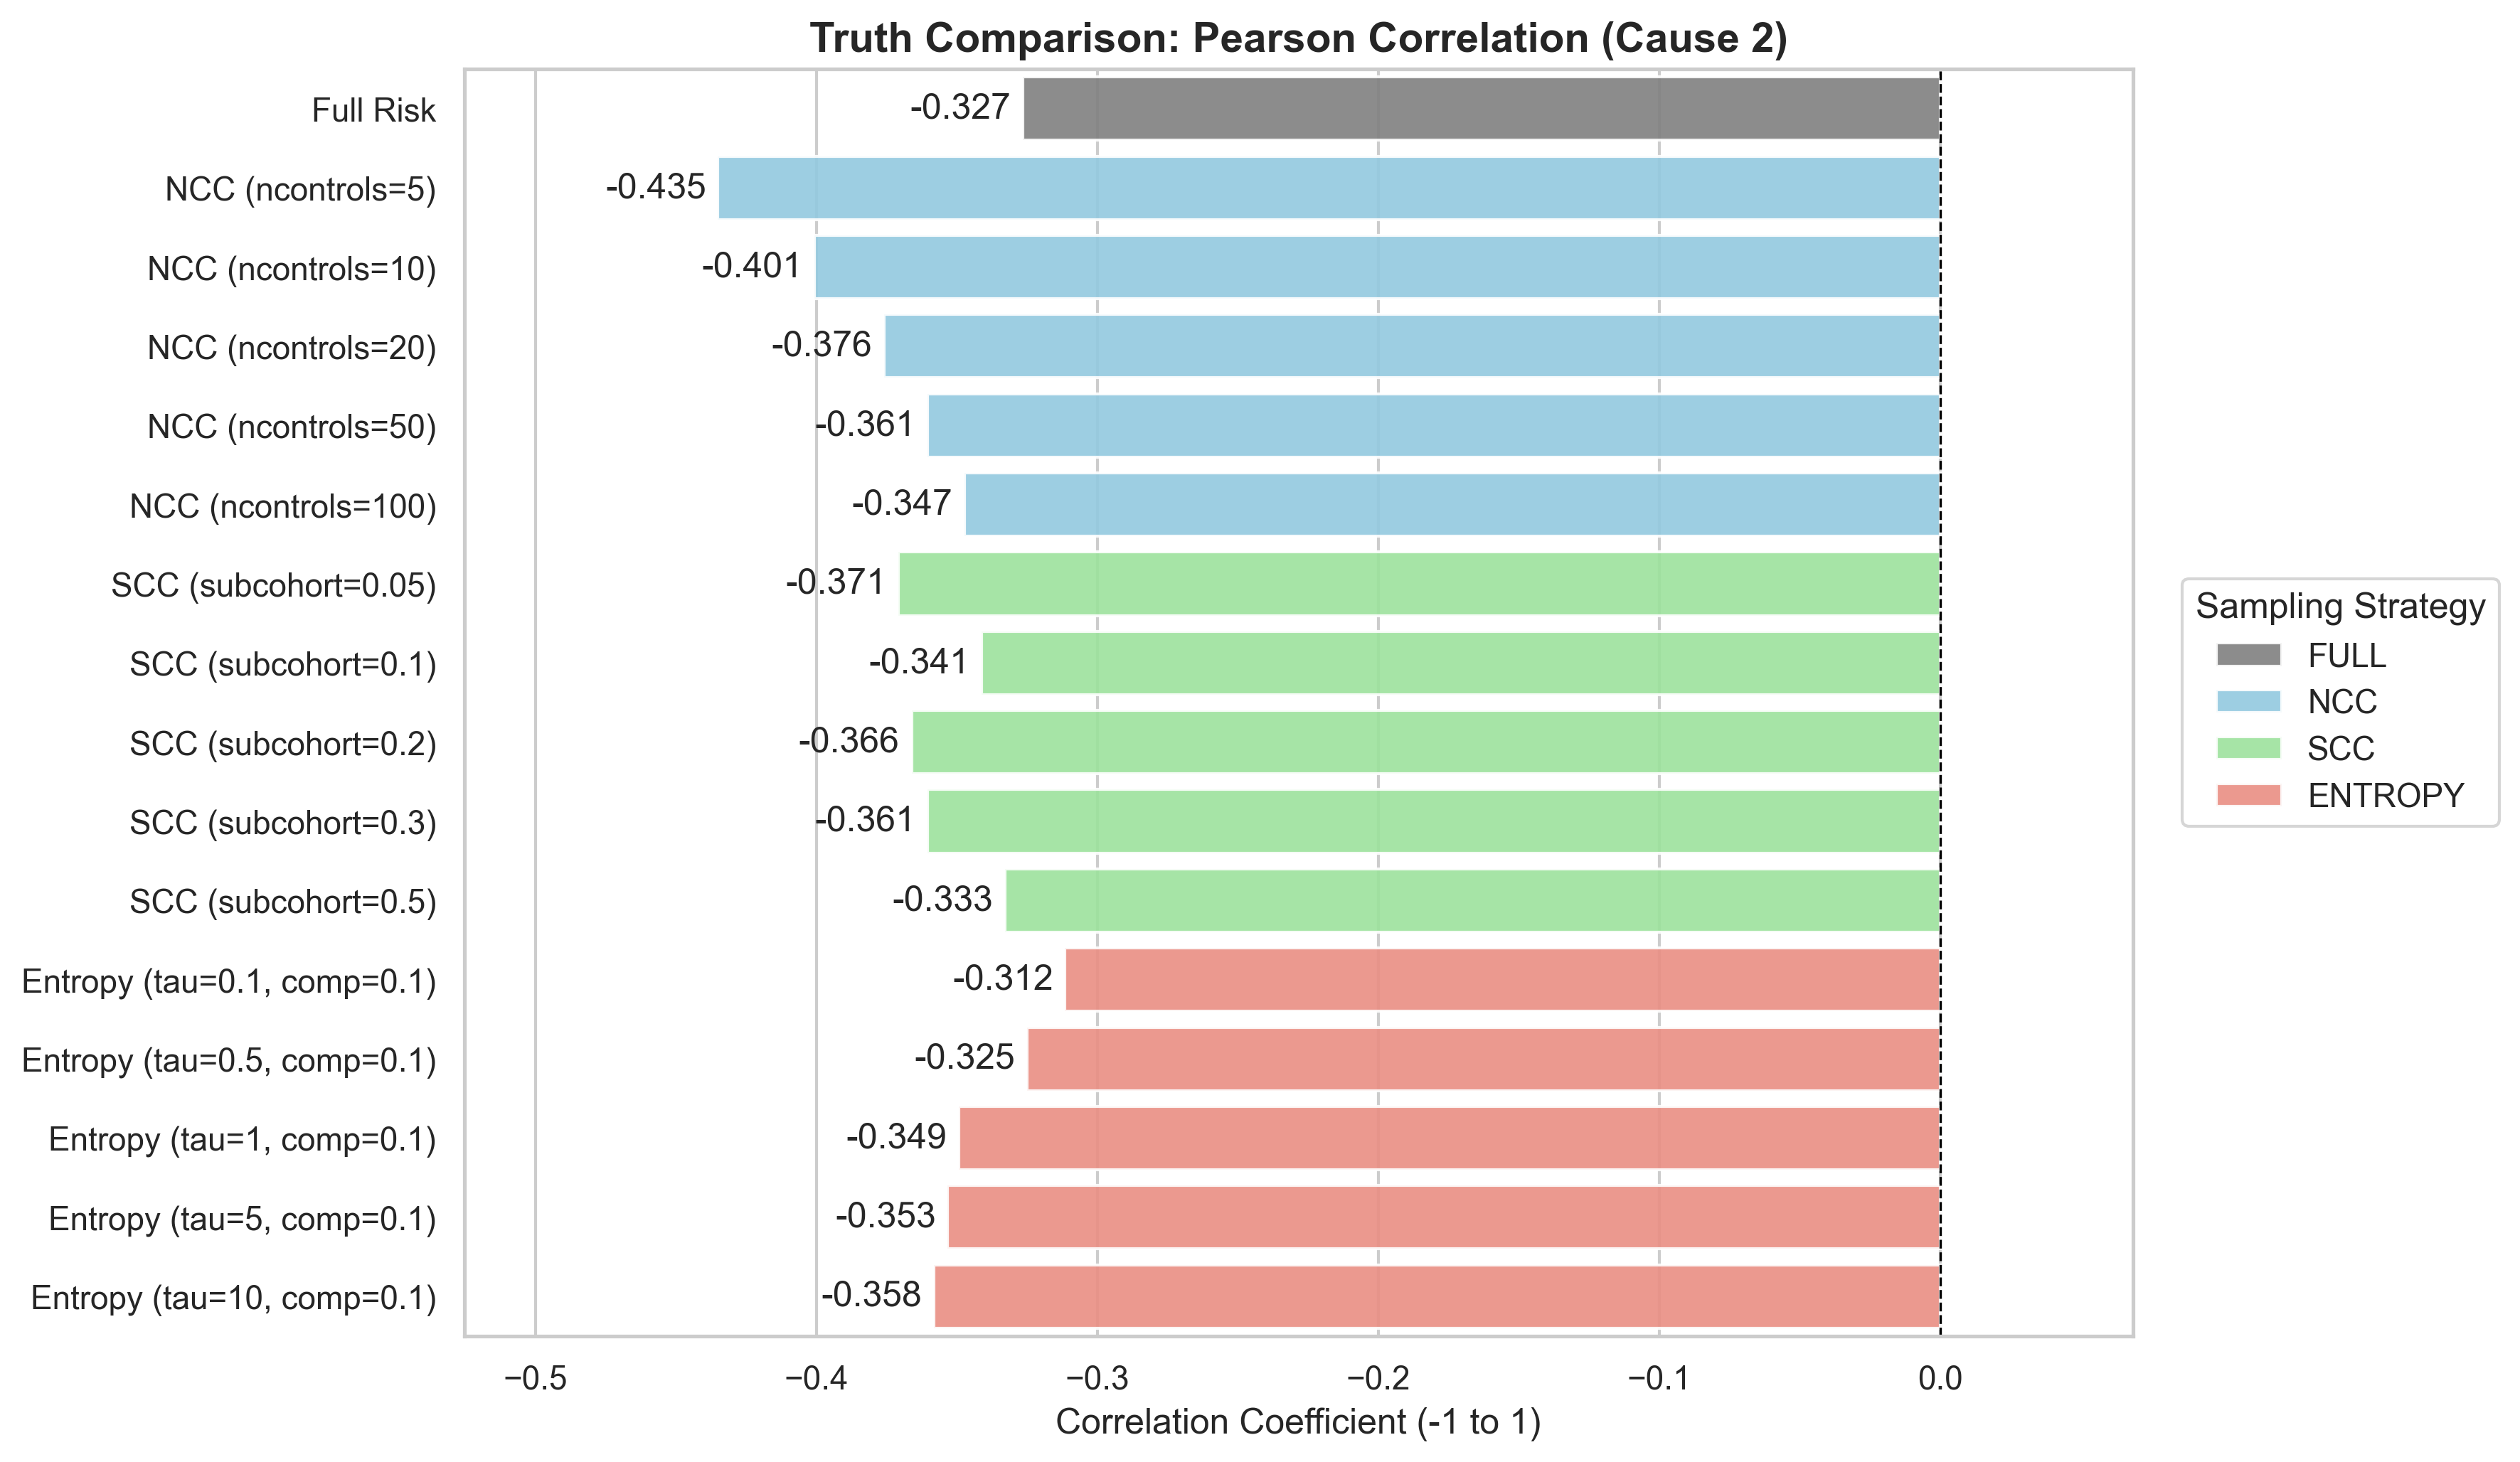 Truth Comparison: Pearson Correlation (Cause 2)
Full Risk
-0.327
NCC (ncontrols=5)
-0.435
NCC (ncontrols=10)
-0.401
NCC (ncontrols=20)
-0.376
NCC (ncontrols=50)
-0.361
NCC (ncontrols=100)
-0.347
SCC (subcohort=0.05)
-0.371
SCC (subcohort=0.1)
-0.341
SCC (subcohort=0.2)
-0.366
SCC (subcohort=0.3)
-0.361
SCC (subcohort=0.5)
-0.333
Entropy (tau=0.1, comp=0.1)
-0.312
Entropy (tau=0.5, comp=0.1)
-0.325
Entropy (tau=1, comp=0.1)
-0.349
Entropy (tau=5, comp=0.1)
-0.353
Entropy (tau=10, comp=0.1)
-0.358
−0.5 −0.4 −0.3 −0.2 −0.1 0.0
Correlation Coefficient (-1 to 1)
Sampling Strategy
FULL
NCC
SCC
ENTROPY